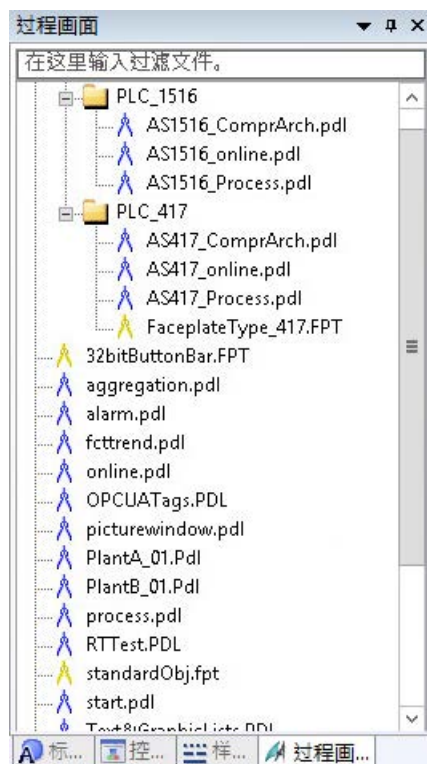 过程画面
在这里输入过滤文件。
PLC_1516
AS1516_ComprArch.pdl
AS1516_online.pdl
AS1516_Process.pdl
PLC_417
AS417_ComprArch.pdl
AS417_online.pdl
AS417_Process.pdl
FaceplateType_417.FPT
32bitButtonBar.FPT
aggregation.pdl
alarm.pdl
fcttrend.pdl
online.pdl
OPCUATags.PDL
picturewindow.pdl
PlantA_01.Pdl
PlantB_01.Pdl
process.pdl
RTTest.PDL
standardObj.fpt
start.pdl
Text&GraphicLists.PDL
标... 控... 样... 过程画...